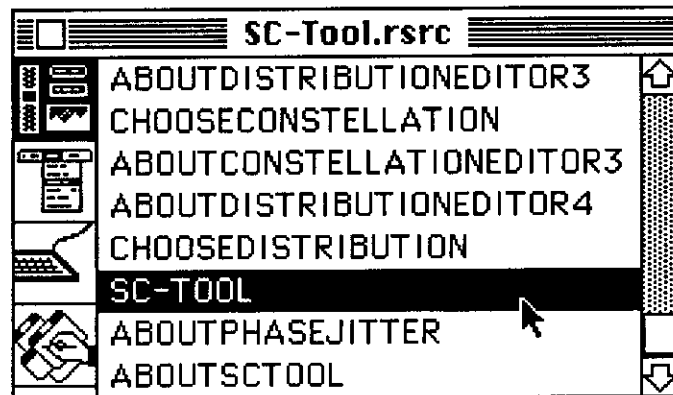 SC-Tool.rsrc
ABOUTDISTRIBUTIONEDITOR3
CHOOSECONSTELLATION
ABOUTCONSTELLATIONEDITOR3
ABOUTDISTRIBUTIONEDITOR4
CHOOSEDISTRIBUTION
SC-TOOL
ABOUTPHASEJITTER
ABOUTSCTOOL